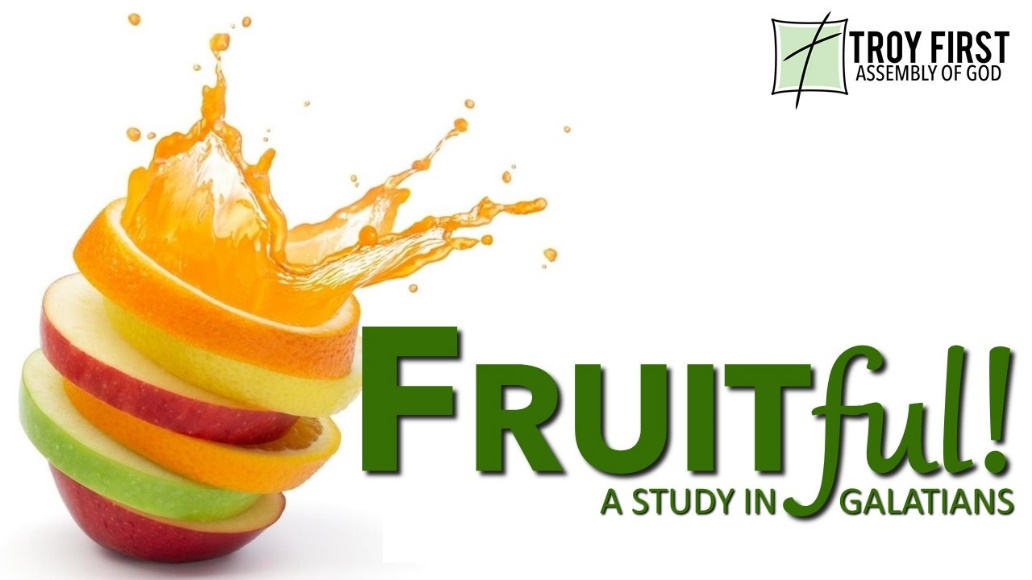 TROY FIRST
ASSEMBLY OF GOD
FRUITful!
A STUDY IN GALATIANS